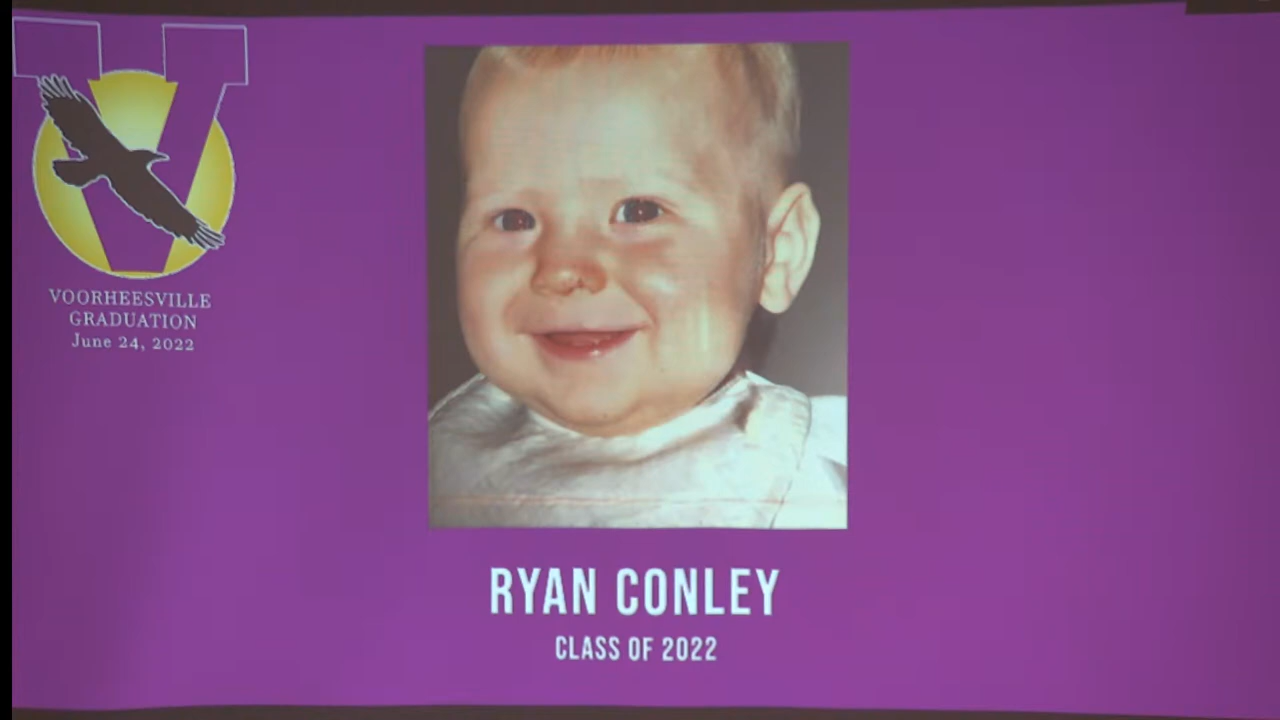 VOORHEESVILLE
GRADUATION
June 24, 2022
RYAN CONLEY
CLASS OF 2022